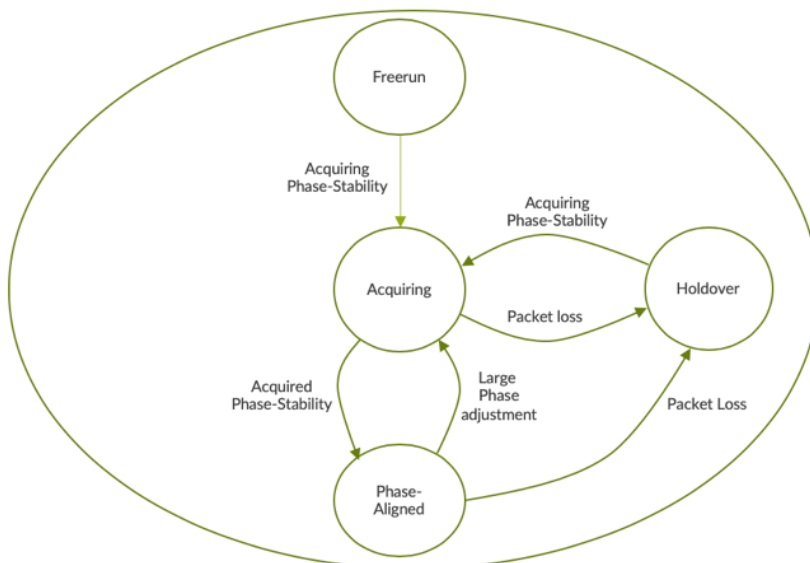 Freerun
Acquiring
Phase-Stability
Acquiring
Phase-Stability
Acquiring
Holdover
Packet loss
Acquired
Phase-Stability
Large
Phase
adjustment
Packet Loss
Phase-
Aligned